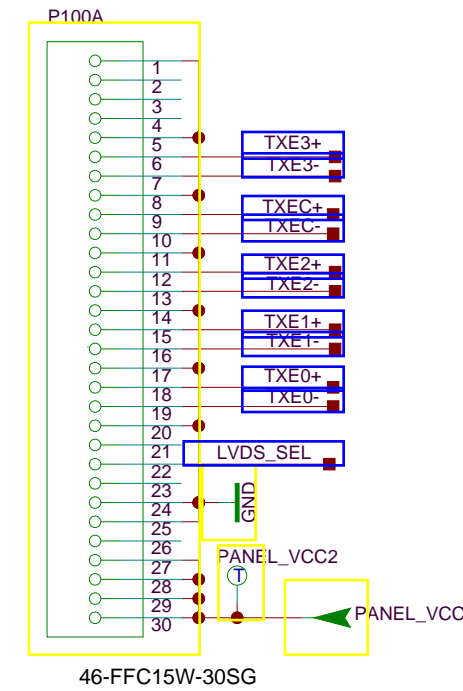 P100A
1
2
3
4
5
6
7
8
9
10
11
12
13
14
15
16
17
18
19
20
21
22
23
24
25
26
27
28
29
30
TXE3+
TXE3-
TXEC+
TXEC-
TXE2+
TXE2-
TXE1+
TXE1-
TXE0+
TXE0-
LVDS_SEL
GND
PANEL_VCC2
T
PANEL_VCC
46-FFC15W-30SG